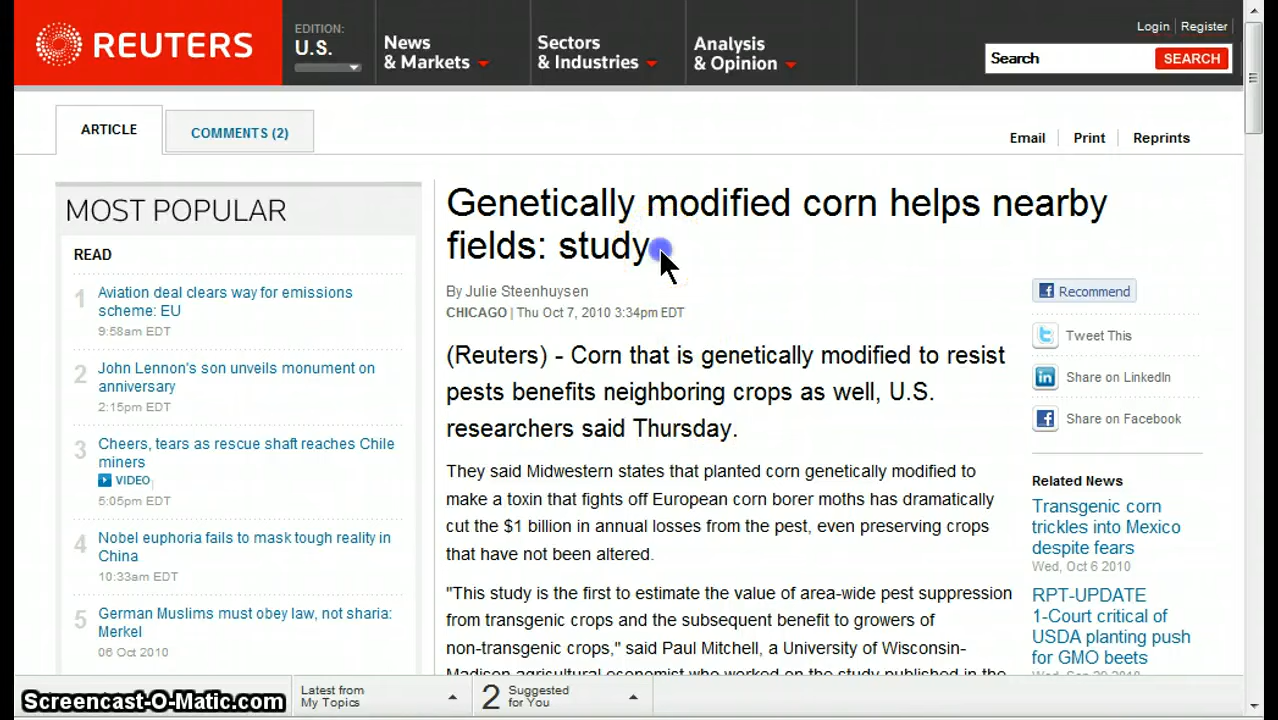 REUTERS
EDITION:
U.S.
News
& Markets
Sectors
& Industries
Analysis
& Opinion
Login
Register
Search
SEARCH
ARTICLE
COMMENTS (2)
Email
Print
Reprints
MOST POPULAR
READ
1
Aviation deal clears way for emissions
scheme: EU
9:58am EDT
2
John Lennon's son unveils monument on
anniversary
2:15pm EDT
3
Cheers, tears as rescue shaft reaches Chile
miners
VIDEO
5:05pm EDT
4
Nobel euphoria fails to mask tough reality in
China
10:33am EDT
5
German Muslims must obey law, not sharia:
Merkel
06 Oct 2010
Genetically modified corn helps nearby
fields: study
By Julie Steenhuysen
CHICAGO | Thu Oct 7, 2010 3:34pm EDT
(Reuters) - Corn that is genetically modified to resist
pests benefits neighboring crops as well, U.S.
researchers said Thursday.
They said Midwestern states that planted corn genetically modified to
make a toxin that fights off European corn borer moths has dramatically
cut the $1 billion in annual losses from the pest, even preserving crops
that have not been altered.
"This study is the first to estimate the value of area-wide pest suppression
from transgenic crops and the subsequent benefit to growers of
non-transgenic crops," said Paul Mitchell, a University of Wisconsin-
Madison agricultural economist who worked on the study published in the
Recommend
Tweet This
Share on LinkedIn
Share on Facebook
Related News
Transgenic corn
trickles into Mexico
despite fears
Wed, Oct 6 2010
RPT-UPDATE
1-Court critical of
USDA planting push
for GMO beets
Latest from
My Topics
2
Suggested
for You
Screencast-O-Matic.com